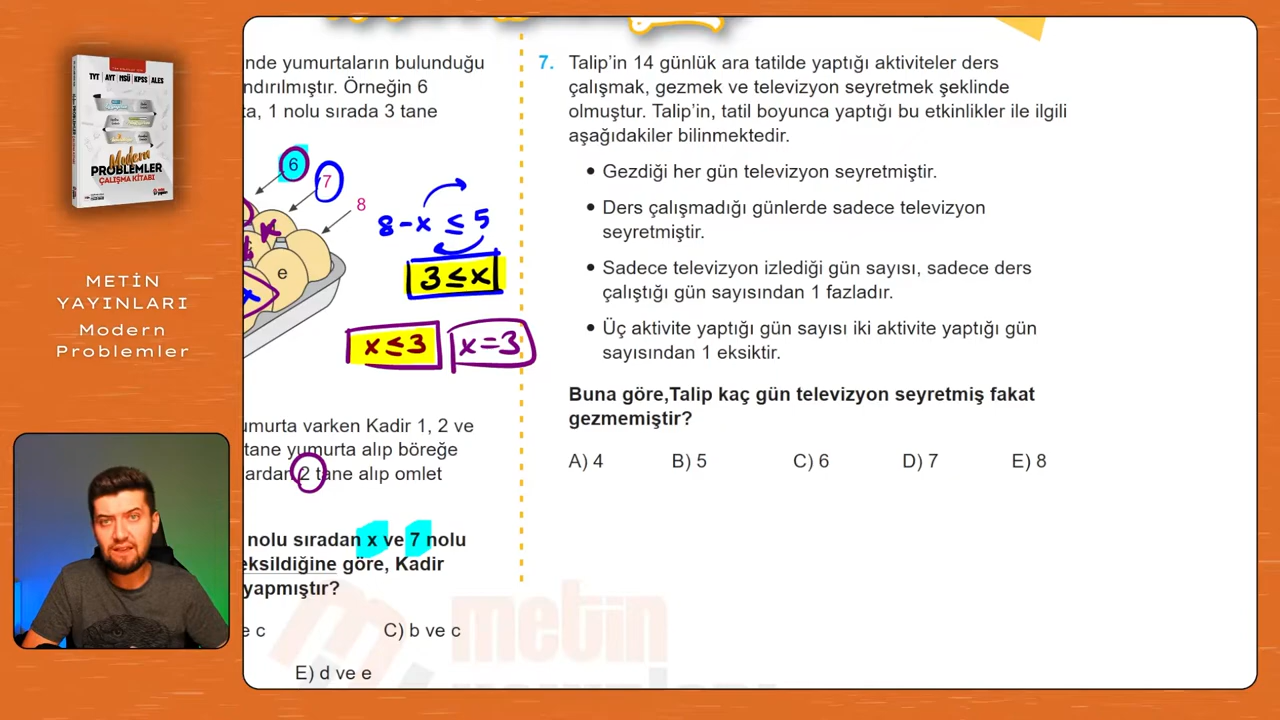 TYT | AYT | MSÜ | KPSS | ALES
Modern
PROBLEMLER
ÇALIŞMA KİTABI
METİN
YAYINLARI
Modern
Problemler
nde yumurtaların bulunduğu
ndırılmıştır. Örneğin 6
ta, 1 nolu sırada 3 tane
6
7
8
e
x
8-x ≤ 5
3 ≤ x
x ≤ 3
x=3
umurta varken Kadir 1, 2 ve
tane yumurta alıp böreğe
ardan 2 tane alıp omlet
nolu sıradan x ve 7 nolu
eksildiğine göre, Kadir
yapmıştır?
e c
C) b ve c
E) d ve e
7. Talip'in 14 günlük ara tatilde yaptığı aktiviteler ders
çalışmak, gezmek ve televizyon seyretmek şeklinde
olmuştur. Talip'in, tatil boyunca yaptığı bu etkinlikler ile ilgili
aşağıdakiler bilinmektedir.
• Gezdiği her gün televizyon seyretmiştir.
• Ders çalışmadığı günlerde sadece televizyon
seyretmiştir.
• Sadece televizyon izlediği gün sayısı, sadece ders
çalıştığı gün sayısından 1 fazladır.
• Üç aktivite yaptığı gün sayısı iki aktivite yaptığı gün
sayısından 1 eksiktir.
Buna göre,Talip kaç gün televizyon seyretmiş fakat
gezmemiştir?
A) 4 B) 5 C) 6 D) 7 E) 8
metin